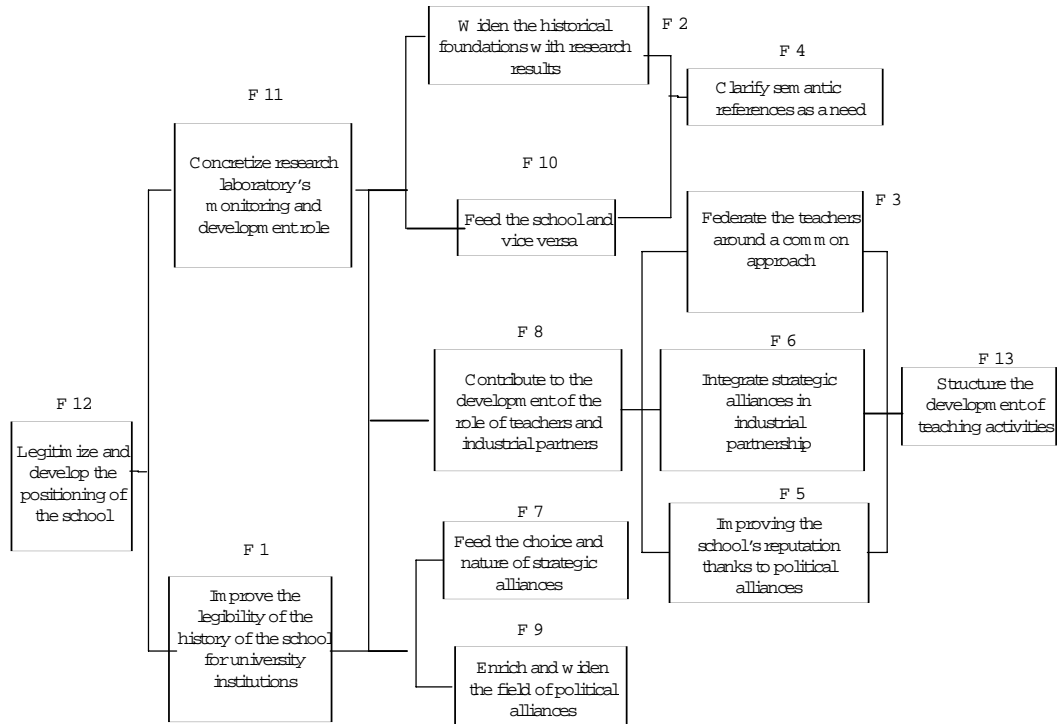 F 12
Legitimize and
develop the
positioning of
the school
F 11
Concretize research
laboratory's
monitoring and
development role
F 1
Improve the
legibility of the
history of the school
for university
institutions
F 2
Widen the historical
foundations with research
results
F 10
Feed the school and
vice versa
F 4
Clarify semantic
references as a need
F 8
Contribute to the
development of the
role of teachers and
industrial partners
F 7
Feed the choice and
nature of strategic
alliances
F 9
Enrich and widen
the field of political
alliances
F 3
Federate the teachers
around a common
approach
F 6
Integrate strategic
alliances in
industrial
partnership
F 5
Improving the
school's reputation
thanks to political
alliances
F 13
Structure the
development of
teaching activities